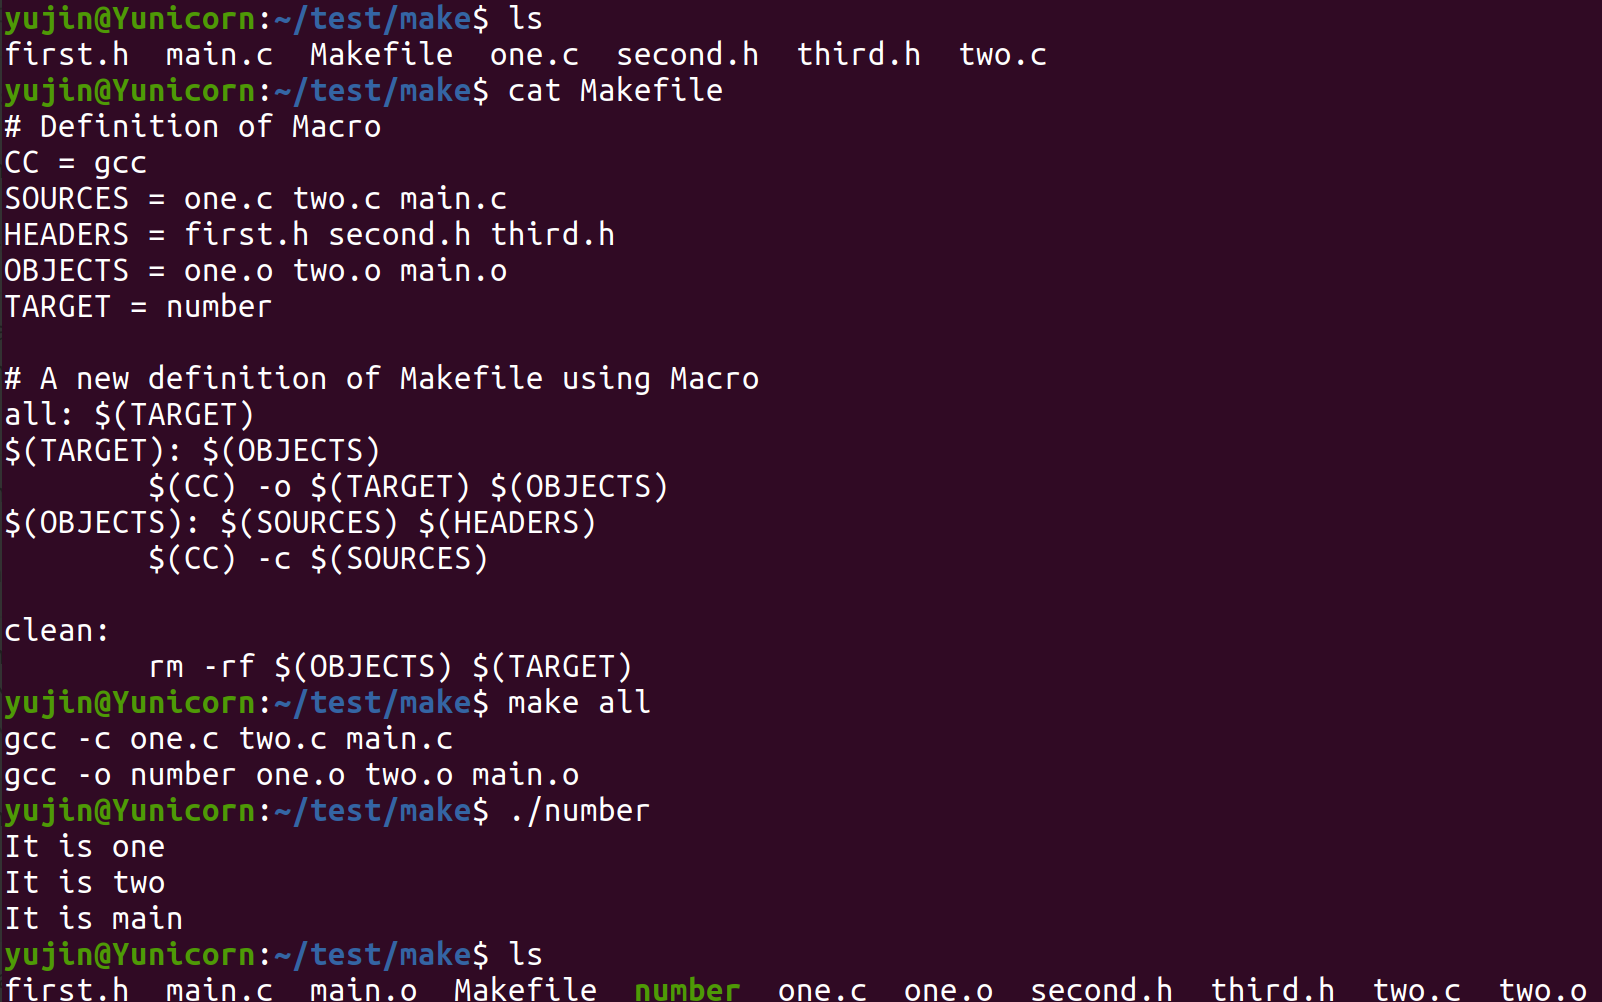 yujin@Yunicorn:~/test/make$ ls
first.h  main.c  Makefile  one.c  second.h  third.h  two.c
yujin@Yunicorn:~/test/make$ cat Makefile
# Definition of Macro
CC = gcc
SOURCES = one.c two.c main.c
HEADERS = first.h second.h third.h
OBJECTS = one.o two.o main.o
TARGET = number

# A new definition of Makefile using Macro
all: $(TARGET)
$(TARGET): $(OBJECTS)
        $(CC) -o $(TARGET) $(OBJECTS)
$(OBJECTS): $(SOURCES) $(HEADERS)
        $(CC) -c $(SOURCES)

clean:
        rm -rf $(OBJECTS) $(TARGET)
yujin@Yunicorn:~/test/make$ make all
gcc -c one.c two.c main.c
gcc -o number one.o two.o main.o
yujin@Yunicorn:~/test/make$ ./number
It is one
It is two
It is main
yujin@Yunicorn:~/test/make$ ls
first.h  main.c  main.o  Makefile  number  one.c  one.o  second.h  third.h  two.c  two.o